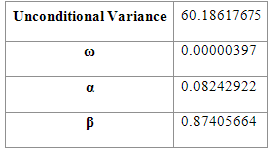 Unconditional Variance 60.18617675
ω 0.00000397
α 0.08242922
β 0.87405664